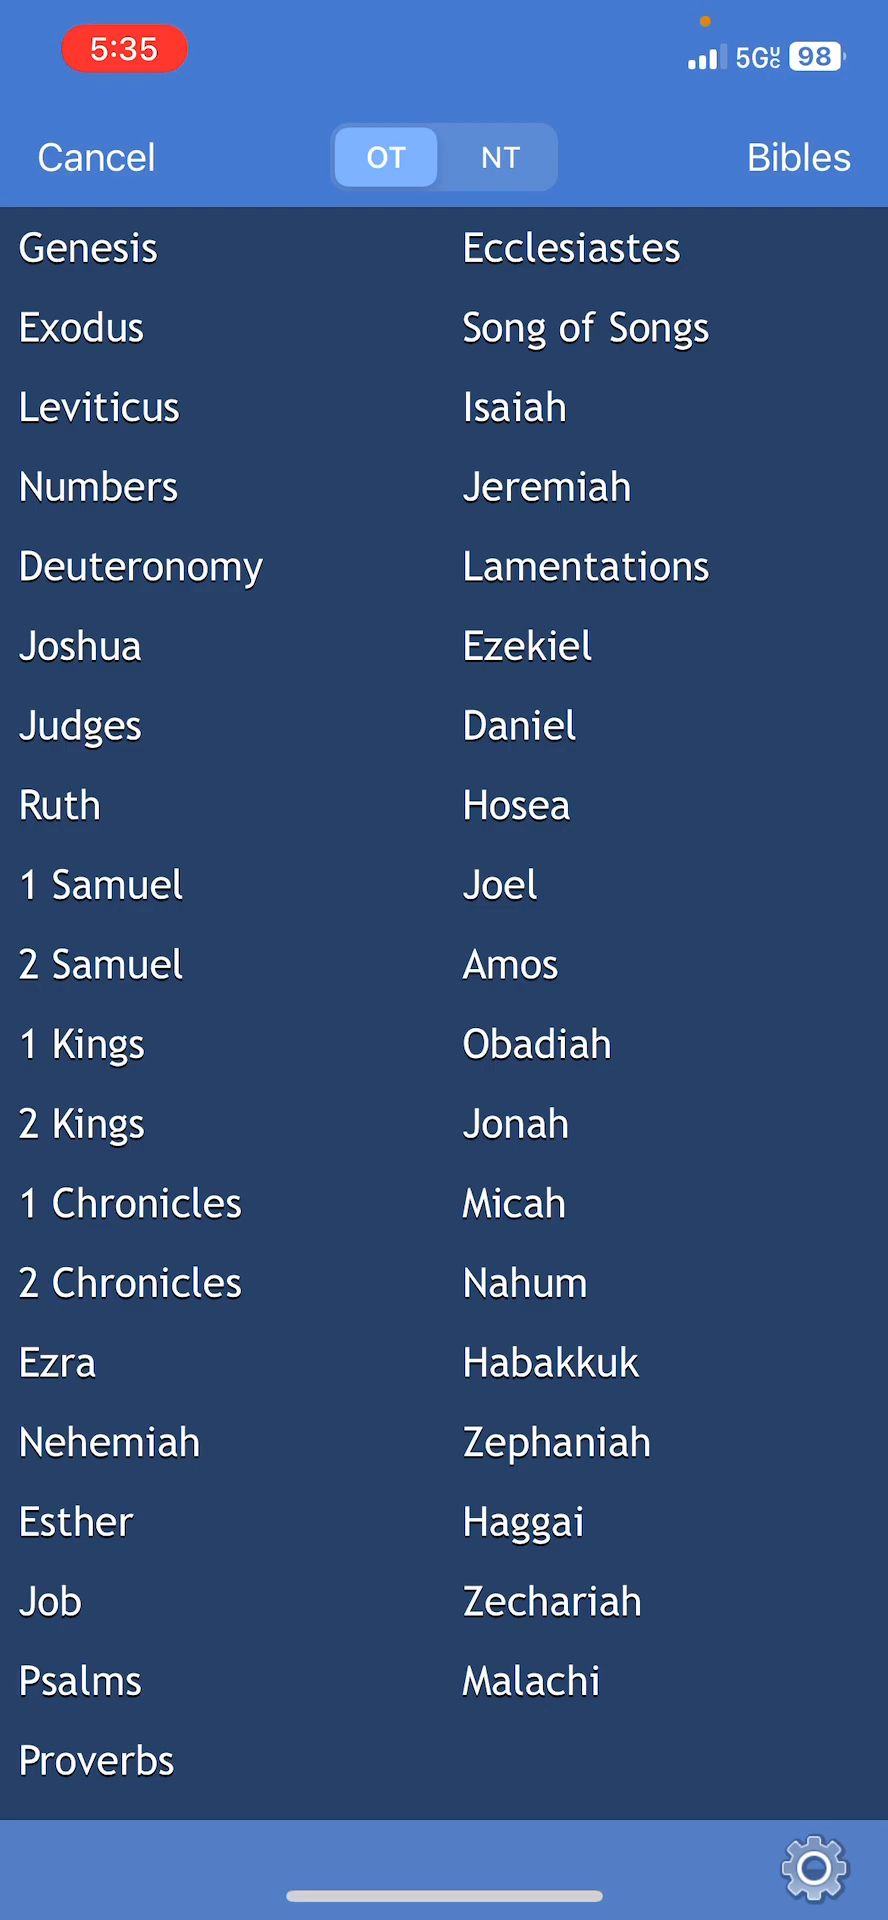 5:35
5G UC 98
Cancel
OT
NT
Bibles
Genesis
Exodus
Leviticus
Numbers
Deuteronomy
Joshua
Judges
Ruth
1 Samuel
2 Samuel
1 Kings
2 Kings
1 Chronicles
2 Chronicles
Ezra
Nehemiah
Esther
Job
Psalms
Proverbs
Ecclesiastes
Song of Songs
Isaiah
Jeremiah
Lamentations
Ezekiel
Daniel
Hosea
Joel
Amos
Obadiah
Jonah
Micah
Nahum
Habakkuk
Zephaniah
Haggai
Zechariah
Malachi